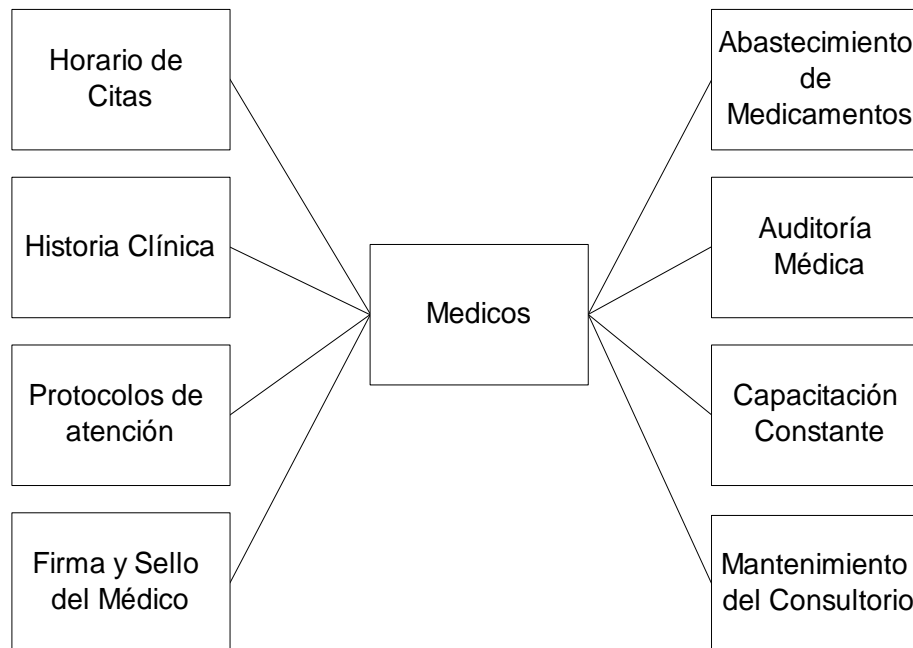 Horario de
Citas
Historia Clínica
Protocolos de
atención
Firma y Sello
del Médico
Medicos
Abastecimiento
de
Medicamentos
Auditoría
Médica
Capacitación
Constante
Mantenimiento
del Consultorio